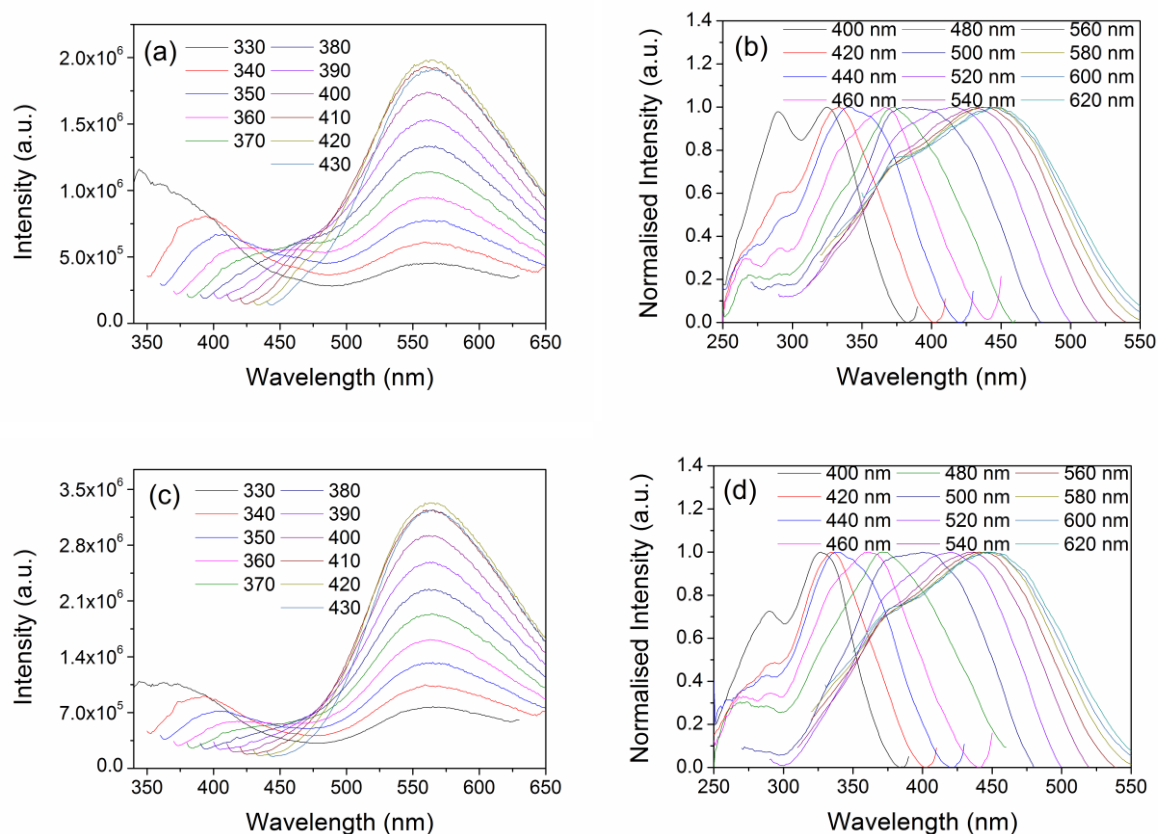 (a)
330 380
340 390
350 400
360 410
370 420
430
2.0x10⁶
1.5x10⁶
1.0x10⁶
5.0x10⁵
0.0
Intensity (a.u.)
350 400 450 500 550 600 650
Wavelength (nm)
(b)
400 nm 480 nm 560 nm
420 nm 500 nm 580 nm
440 nm 520 nm 600 nm
460 nm 540 nm 620 nm
1.4
1.2
1.0
0.8
0.6
0.4
0.2
0.0
Normalised Intensity (a.u.)
250 300 350 400 450 500 550
Wavelength (nm)
(c)
330 380
340 390
350 400
360 410
370 420
430
3.5x10⁶
2.8x10⁶
2.1x10⁶
1.4x10⁶
7.0x10⁵
0.0
Intensity (a.u.)
350 400 450 500 550 600 650
Wavelength (nm)
(d)
400 nm 480 nm 560 nm
420 nm 500 nm 580 nm
440 nm 520 nm 600 nm
460 nm 540 nm 620 nm
1.4
1.2
1.0
0.8
0.6
0.4
0.2
0.0
Normalised Intensity (a.u.)
250 300 350 400 450 500 550
Wavelength (nm)